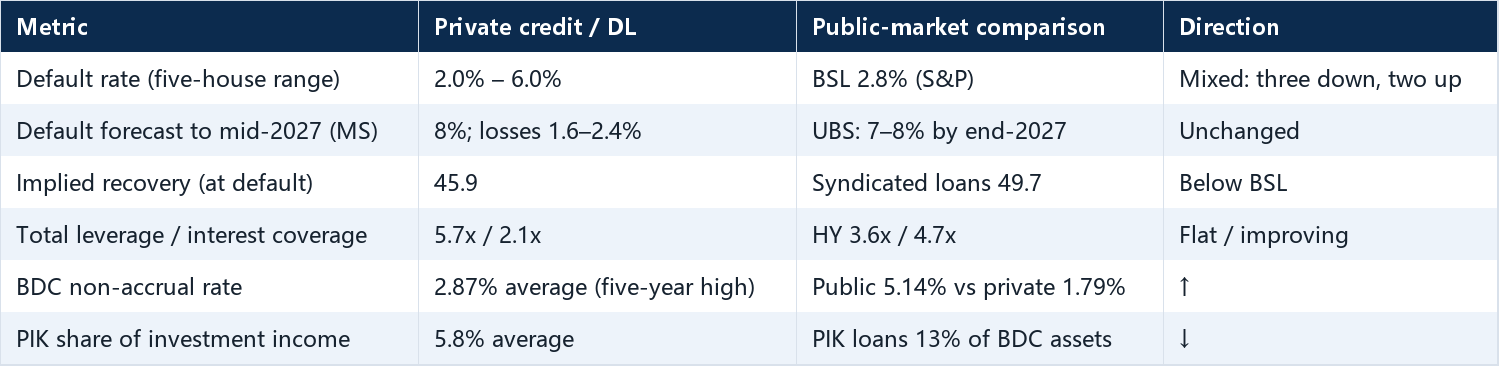 Metric Private credit / DL Public-market comparison Direction
Default rate (five-house range) 2.0% – 6.0% BSL 2.8% (S&P) Mixed: three down, two up
Default forecast to mid-2027 (MS) 8%; losses 1.6–2.4% UBS: 7–8% by end-2027 Unchanged
Implied recovery (at default) 45.9 Syndicated loans 49.7 Below BSL
Total leverage / interest coverage 5.7x / 2.1x HY 3.6x / 4.7x Flat / improving
BDC non-accrual rate 2.87% average (five-year high) Public 5.14% vs private 1.79% ↑
PIK share of investment income 5.8% average PIK loans 13% of BDC assets ↓